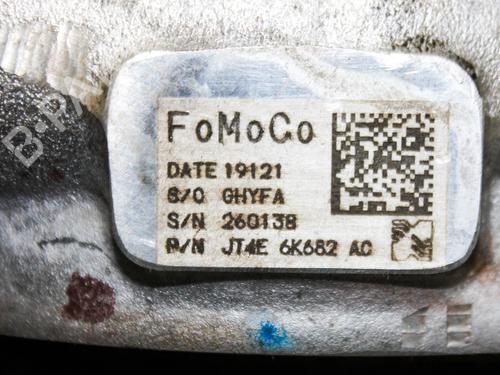 FoMoCo
DATE 19121
S/O GHYFA
S/N 260138
P/N JT4E 6K682 AC